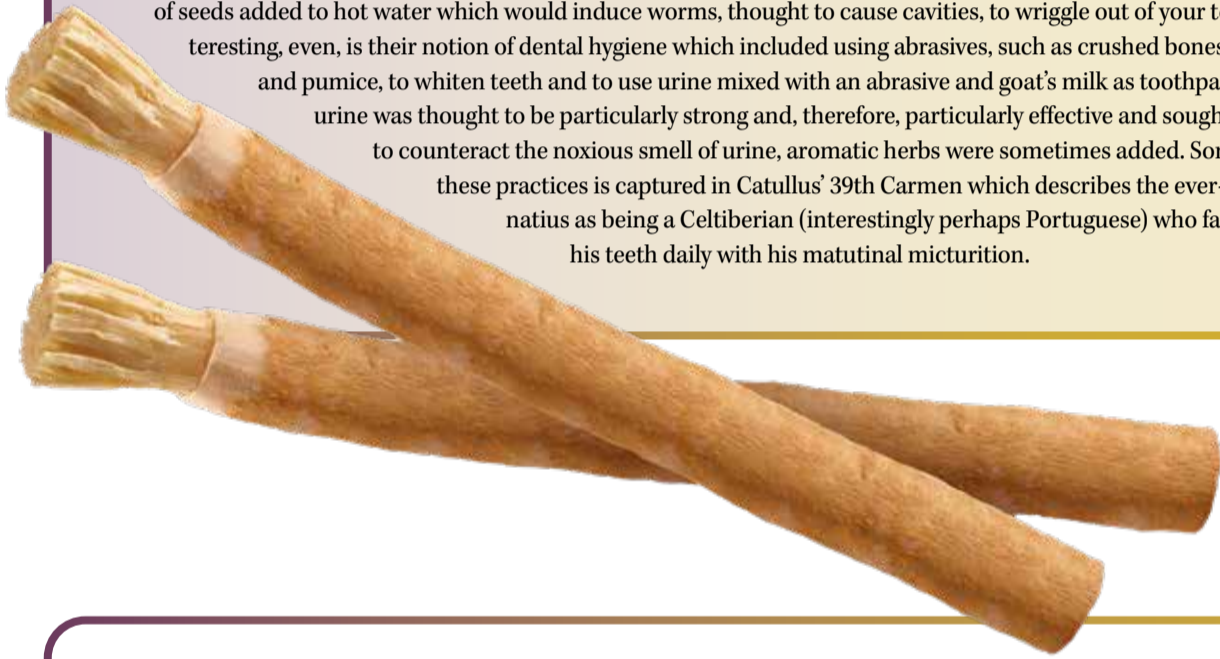 of seeds added to hot water which would induce worms, thought to cause cavities, to wriggle out of your t
teresting, even, is their notion of dental hygiene which included using abrasives, such as crushed bones
and pumice, to whiten teeth and to use urine mixed with an abrasive and goat’s milk as toothpa
urine was thought to be particularly strong and, therefore, particularly effective and sough
to counteract the noxious smell of urine, aromatic herbs were sometimes added. Sor
these practices is captured in Catullus’ 39th Carmen which describes the ever-
natius as being a Celtiberian (interestingly perhaps Portuguese) who fa
his teeth daily with his matutinal micturition.